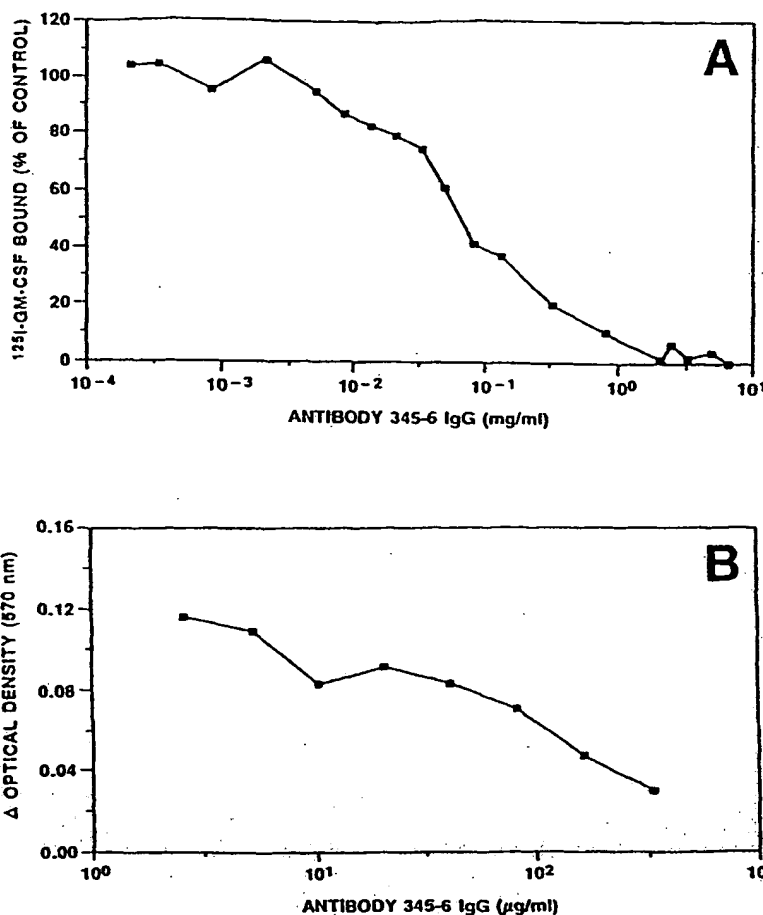 A
120
100
80
60
40
20
0
¹²⁵I-GM-CSF BOUND (% OF CONTROL)
10⁻⁴ 10⁻³ 10⁻² 10⁻¹ 10⁰ 10¹
ANTIBODY 345-6 IgG (mg/ml)
B
0.16
0.12
0.08
0.04
0.00
Δ OPTICAL DENSITY (570 nm)
10⁰ 10¹ 10²
ANTIBODY 345-6 IgG (μg/ml)